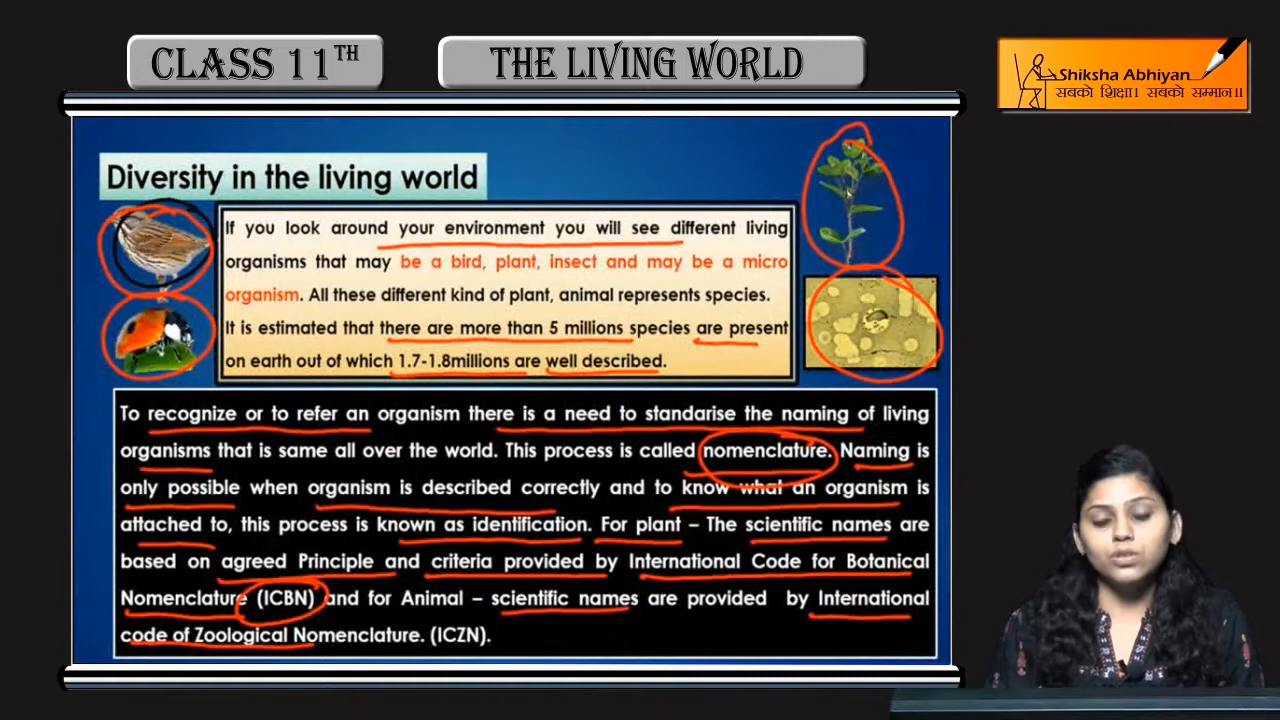 CLASS 11TH
THE LIVING WORLD
Shiksha Abhiyan
सबको शिक्षा। सबको सम्मान॥
Diversity in the living world
If you look around your environment you will see different living
organisms that may be a bird, plant, insect and may be a micro
organism. All these different kind of plant, animal represents species.
It is estimated that there are more than 5 millions species are present
on earth out of which 1.7-1.8millions are well described.
To recognize or to refer an organism there is a need to standarise the naming of living
organisms that is same all over the world. This process is called nomenclature. Naming is
only possible when organism is described correctly and to know what an organism is
attached to, this process is known as identification. For plant – The scientific names are
based on agreed Principle and criteria provided by International Code for Botanical
Nomenclature (ICBN) and for Animal – scientific names are provided by International
code of Zoological Nomenclature. (ICZN).